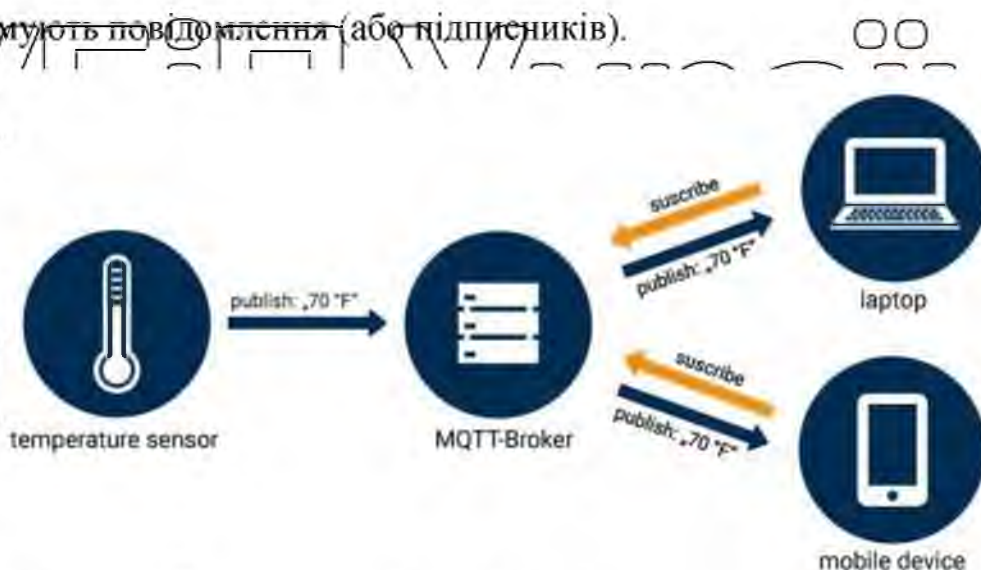 мують повідомлення (або підписників).
suscribe
publish: „70 °F"
laptop
publish: „70 °F"
temperature sensor
MQTT-Broker
suscribe
publish: „70 °F"
mobile device